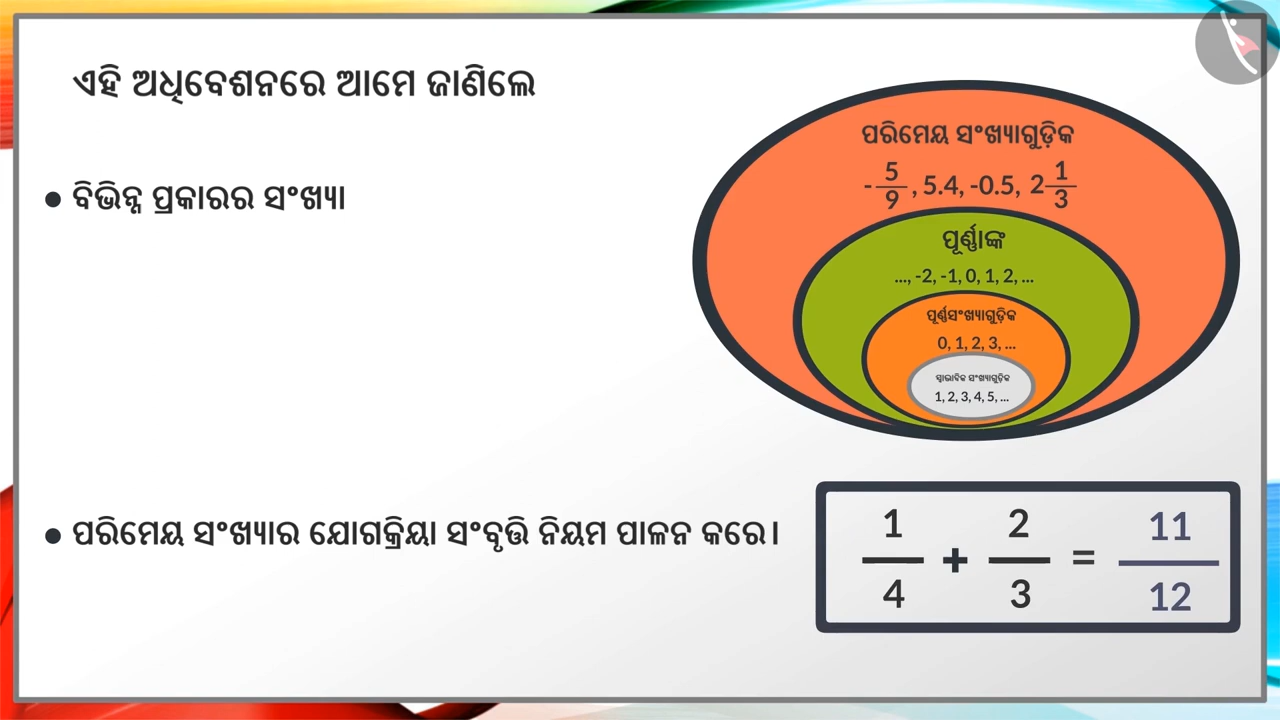 ଏହି ଅଧିବେଶନରେ ଆମେ ଜାଣିଲେ
• ବିଭିନ୍ନ ପ୍ରକାରର ସଂଖ୍ୟା
ପରିମେୟ ସଂଖ୍ୟାଗୁଡ଼ିକ
-5/9, 5.4, -0.5, 2 1/3
ପୂର୍ଣ୍ଣାଙ୍କ
..., -2, -1, 0, 1, 2, ...
ପୂର୍ଣ୍ଣସଂଖ୍ୟାଗୁଡ଼ିକ
0, 1, 2, 3, ...
ସ୍ବାଭାବିକ ସଂଖ୍ୟାଗୁଡ଼ିକ
1, 2, 3, 4, 5, ...
• ପରିମେୟ ସଂଖ୍ୟାର ଯୋଗକ୍ରିୟା ସଂବୃତ୍ତି ନିୟମ ପାଳନ କରେ।
1/4 + 2/3 = 11/12